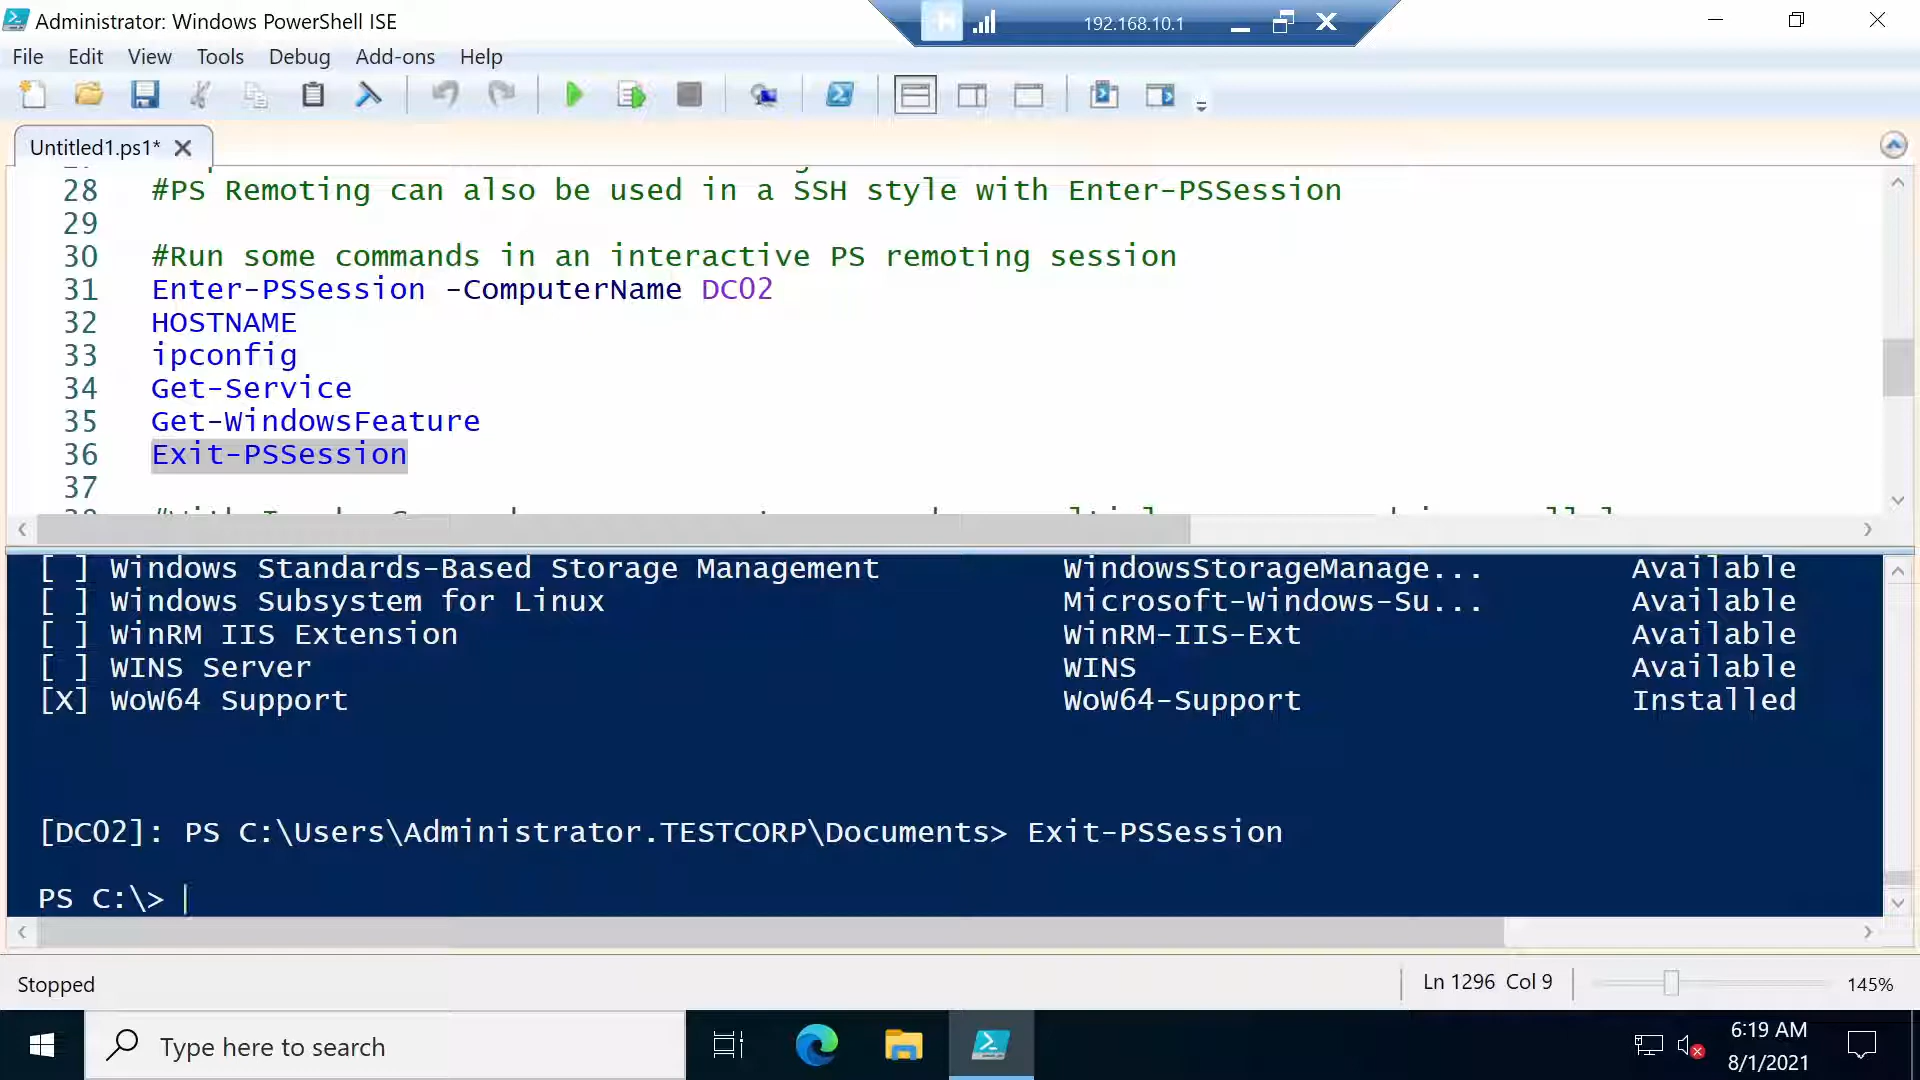 Administrator: Windows PowerShell ISE
192.168.10.1
File Edit View Tools Debug Add-ons Help
Untitled1.ps1*
28 #PS Remoting can also be used in a SSH style with Enter-PSSession
29
30 #Run some commands in an interactive PS remoting session
31 Enter-PSSession -ComputerName DC02
32 HOSTNAME
33 ipconfig
34 Get-Service
35 Get-WindowsFeature
36 Exit-PSSession
37
[ ] Windows Standards-Based Storage Management WindowsStorageManage... Available
[ ] Windows Subsystem for Linux Microsoft-Windows-Su... Available
[ ] WinRM IIS Extension WinRM-IIS-Ext Available
[ ] WINS Server WINS Available
[X] WoW64 Support WoW64-Support Installed
[DC02]: PS C:\Users\Administrator.TESTCORP\Documents> Exit-PSSession
PS C:\>
Stopped
Ln 1296 Col 9
145%
Type here to search
6:19 AM
8/1/2021